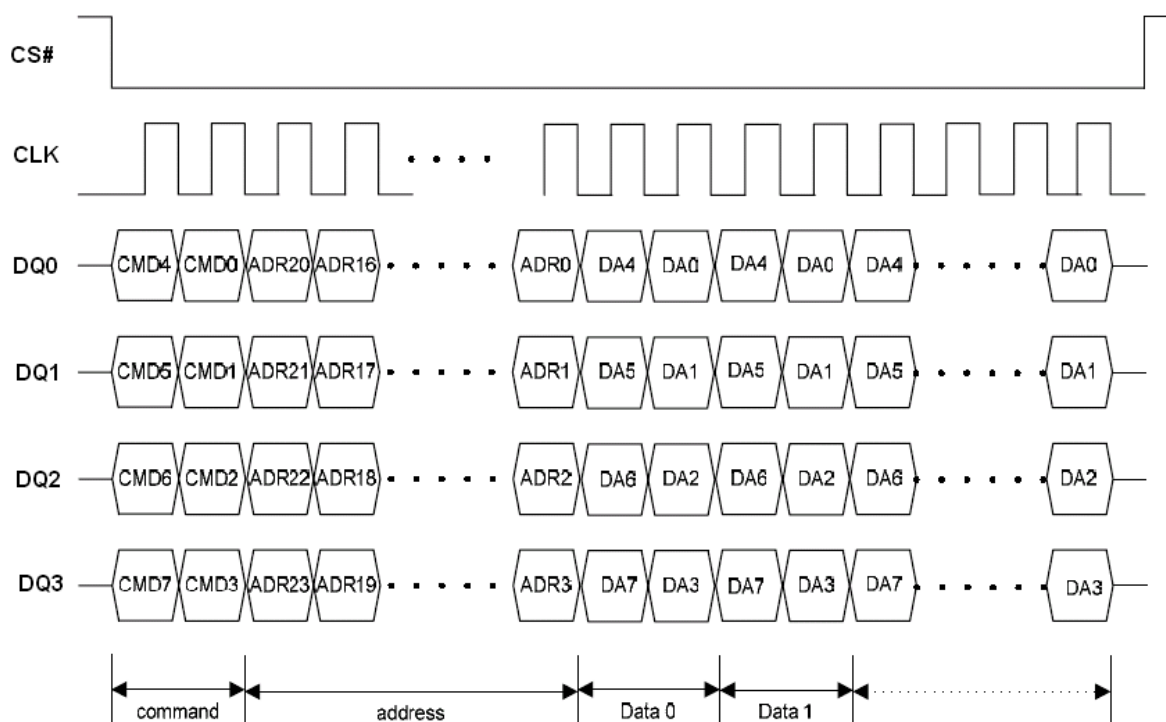 CS#
CLK
DQ0 CMD4 CMD0 ADR20 ADR16 ADR0 DA4 DA0 DA4 DA0 DA4 DA0
DQ1 CMD5 CMD1 ADR21 ADR17 ADR1 DA5 DA1 DA5 DA1 DA5 DA1
DQ2 CMD6 CMD2 ADR22 ADR18 ADR2 DA6 DA2 DA6 DA2 DA6 DA2
DQ3 CMD7 CMD3 ADR23 ADR19 ADR3 DA7 DA3 DA7 DA3 DA7 DA3
command address Data 0 Data 1